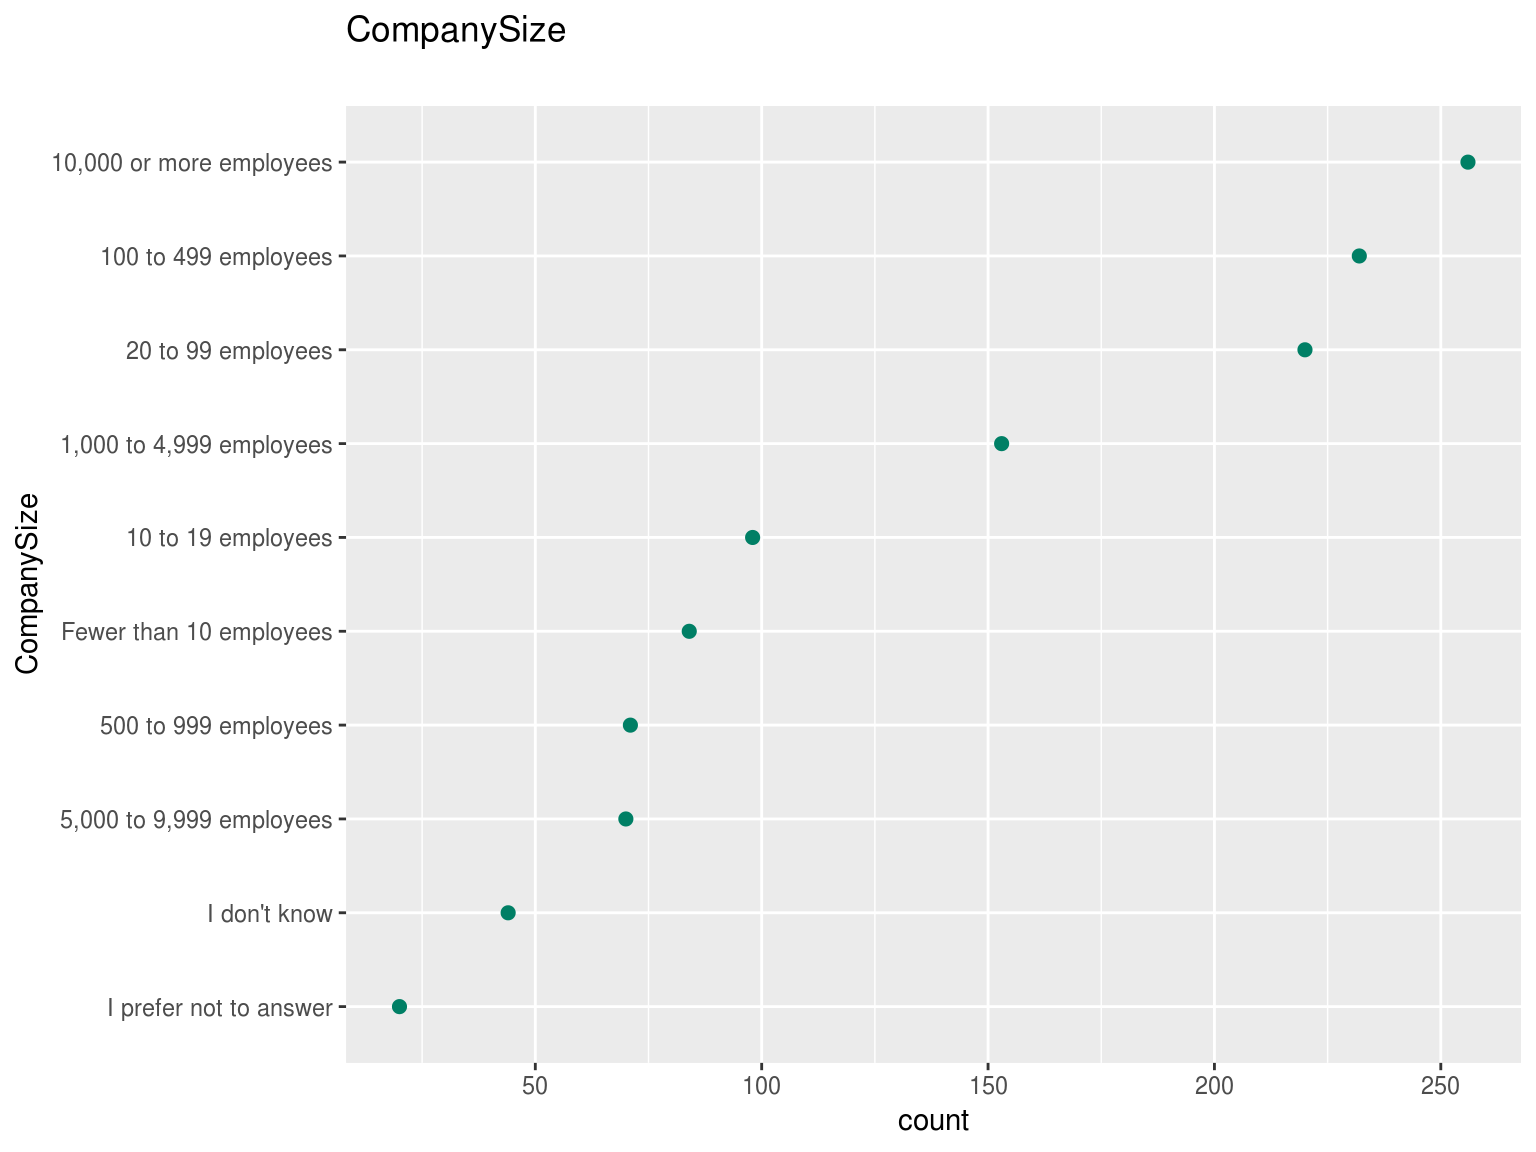 CompanySize
10,000 or more employees
100 to 499 employees
20 to 99 employees
1,000 to 4,999 employees
10 to 19 employees
Fewer than 10 employees
500 to 999 employees
5,000 to 9,999 employees
I don't know
I prefer not to answer
CompanySize
50 100 150 200 250
count